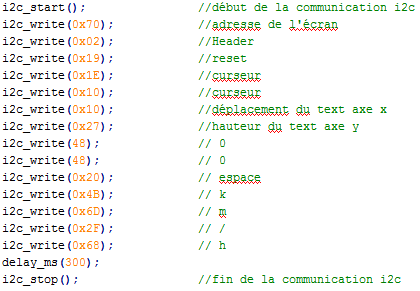 i2c_start(); //début de la communication i2c
i2c_write(0x70); //adresse de l'écran
i2c_write(0x02); //Header
i2c_write(0x19); //reset
i2c_write(0x1E); //curseur
i2c_write(0x10); //curseur
i2c_write(0x10); //déplacement du text axe x
i2c_write(0x27); //hauteur du text axe y
i2c_write(48); // 0
i2c_write(48); // 0
i2c_write(0x20); // espace
i2c_write(0x4B); // k
i2c_write(0x6D); // m
i2c_write(0x2F); // /
i2c_write(0x68); // h
delay_ms(300);
i2c_stop(); //fin de la communication i2c